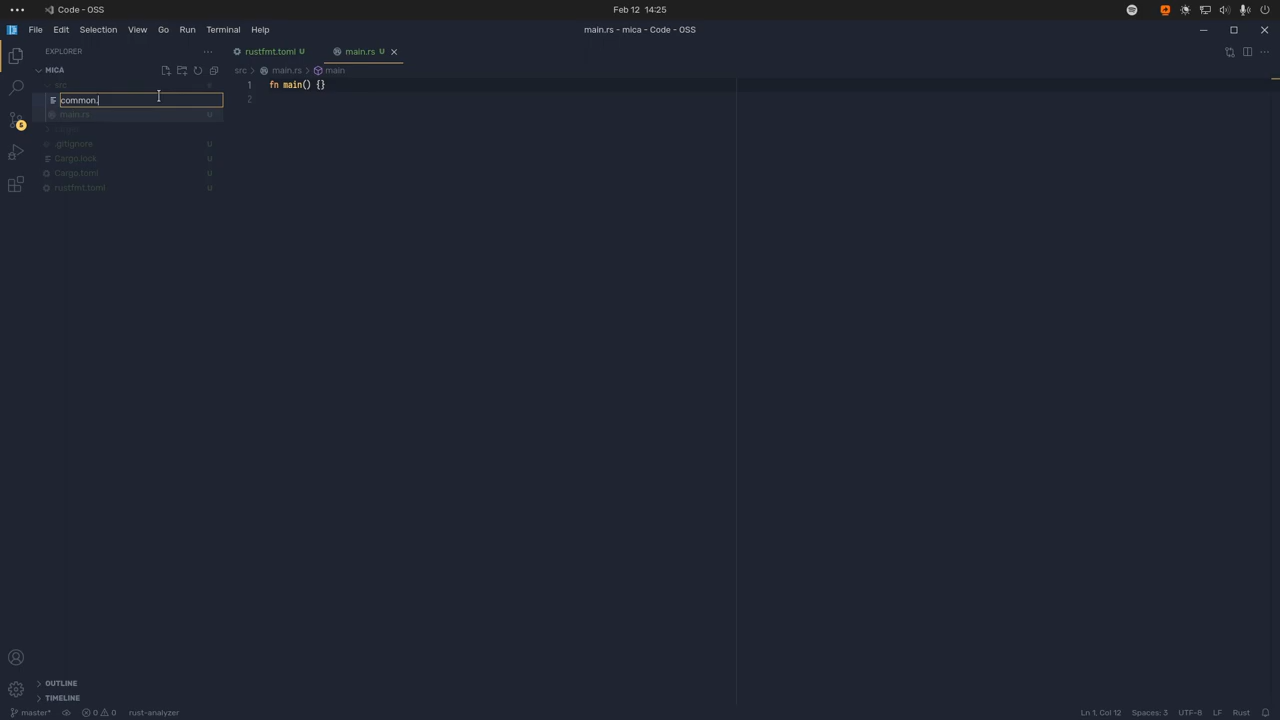 Code - OSS
Feb 12 14:25
File Edit Selection View Go Run Terminal Help
main.rs - mica - Code - OSS
EXPLORER
rustfmt.toml U
main.rs U
MICA
src > main.rs > main
src
common.
main.rs U
.gitignore U
Cargo.lock U
Cargo.toml U
rustfmt.toml U
1 fn main() {}
2
6
OUTLINE
TIMELINE
master* 0 0 rust-analyzer
Ln 1, Col 12 Spaces: 3 UTF-8 LF Rust